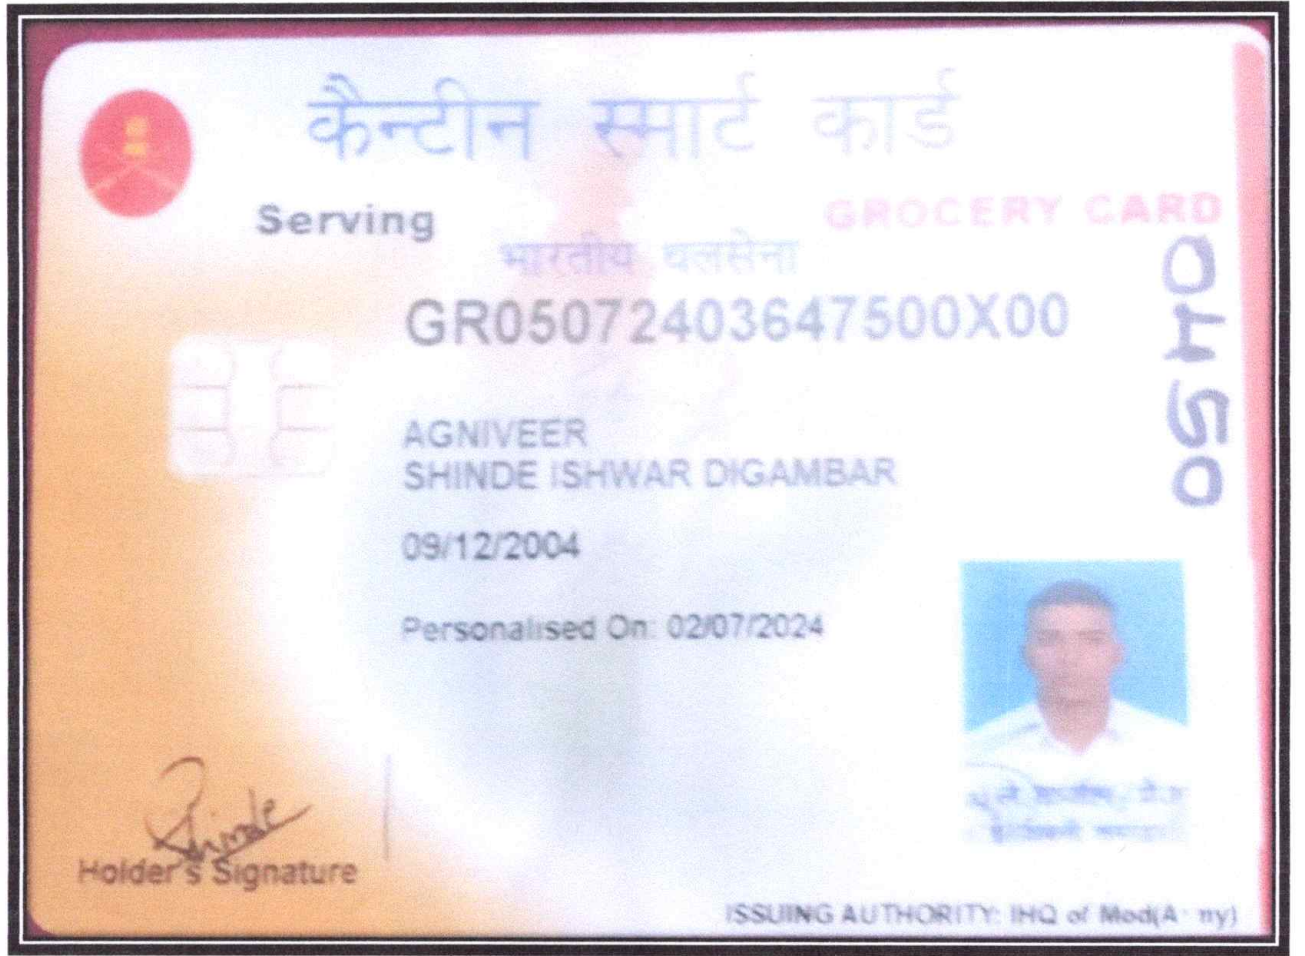 कैन्टीन स्मार्ट कार्ड
Serving
GROCERY CARD
भारतीय थलसेना
GR05072403647500X00
0450
AGNIVEER
SHINDE ISHWAR DIGAMBAR
09/12/2004
Personalised On: 02/07/2024
Shinde
Holder's Signature
ISSUING AUTHORITY: IHQ of Mod(A ny)